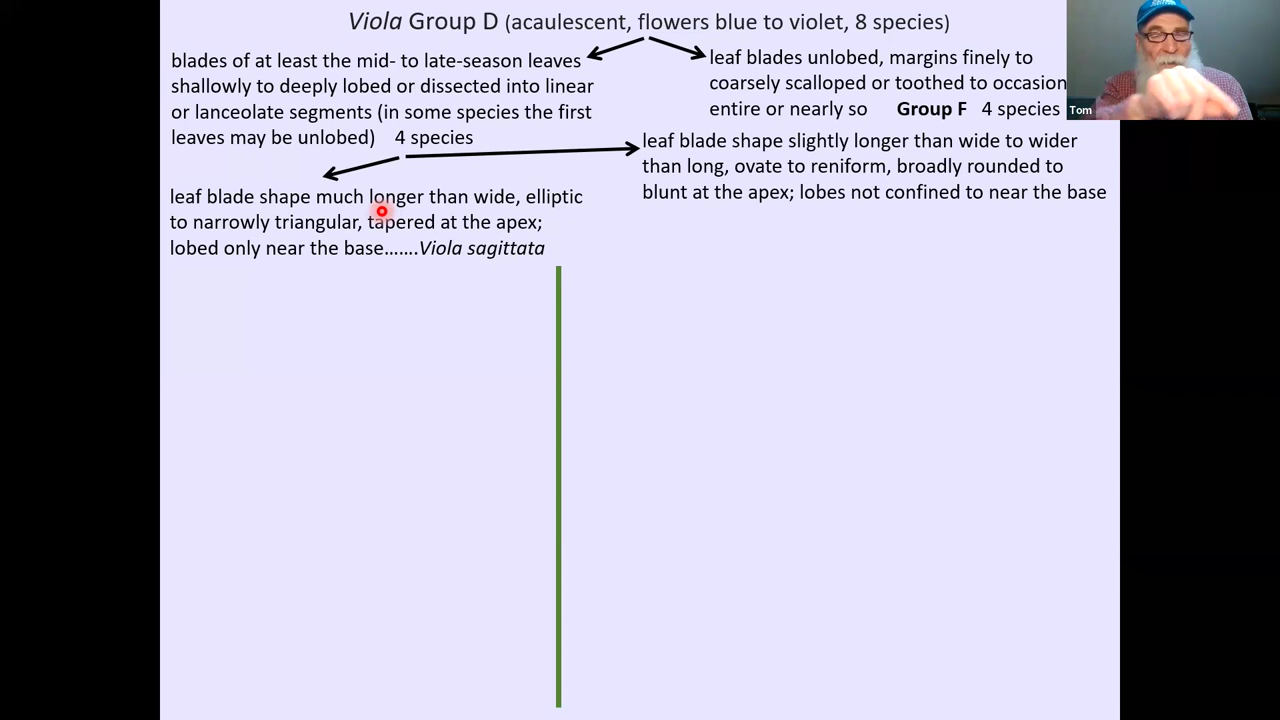 Viola Group D (acaulescent, flowers blue to violet, 8 species)
blades of at least the mid- to late-season leaves
shallowly to deeply lobed or dissected into linear
or lanceolate segments (in some species the first
leaves may be unlobed) 4 species
leaf blades unlobed, margins finely to
coarsely scalloped or toothed to occasion
entire or nearly so Group F 4 species
leaf blade shape slightly longer than wide to wider
than long, ovate to reniform, broadly rounded to
blunt at the apex; lobes not confined to near the base
leaf blade shape much longer than wide, elliptic
to narrowly triangular, tapered at the apex;
lobed only near the base.......Viola sagittata
Tom